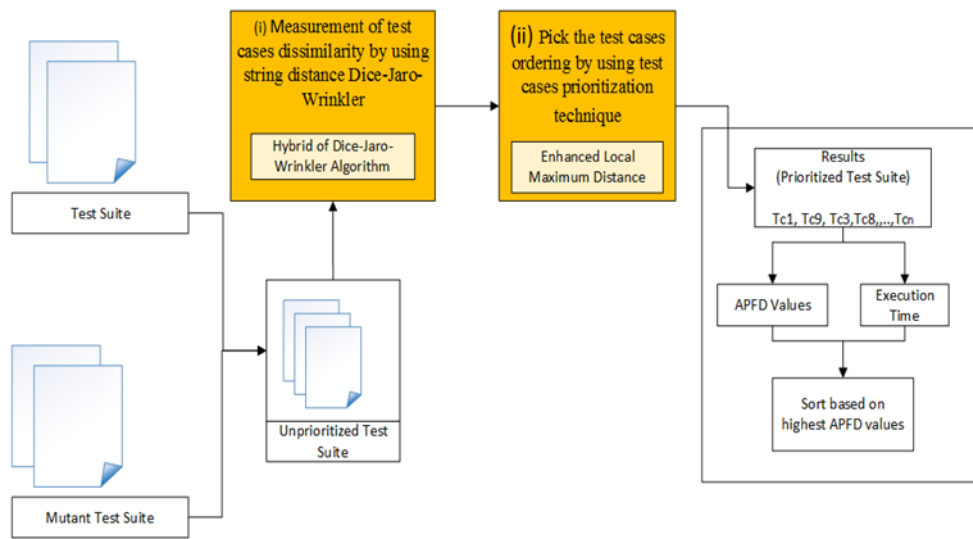 (i) Measurement of test
cases dissimilarity by using
string distance Dice-Jaro-
Wrinkler
Hybrid of Dice-Jaro-
Wrinkler Algorithm
(ii) Pick the test cases
ordering by using test
cases prioritization
technique
Enhanced Local
Maximum Distance
Test Suite
Mutant Test Suite
Unprioritized Test
Suite
Results
(Prioritized Test Suite)
Tc1, Tc9, Tc3,Tc8,,..,Tcn
APFD Values
Execution
Time
Sort based on
highest APFD values